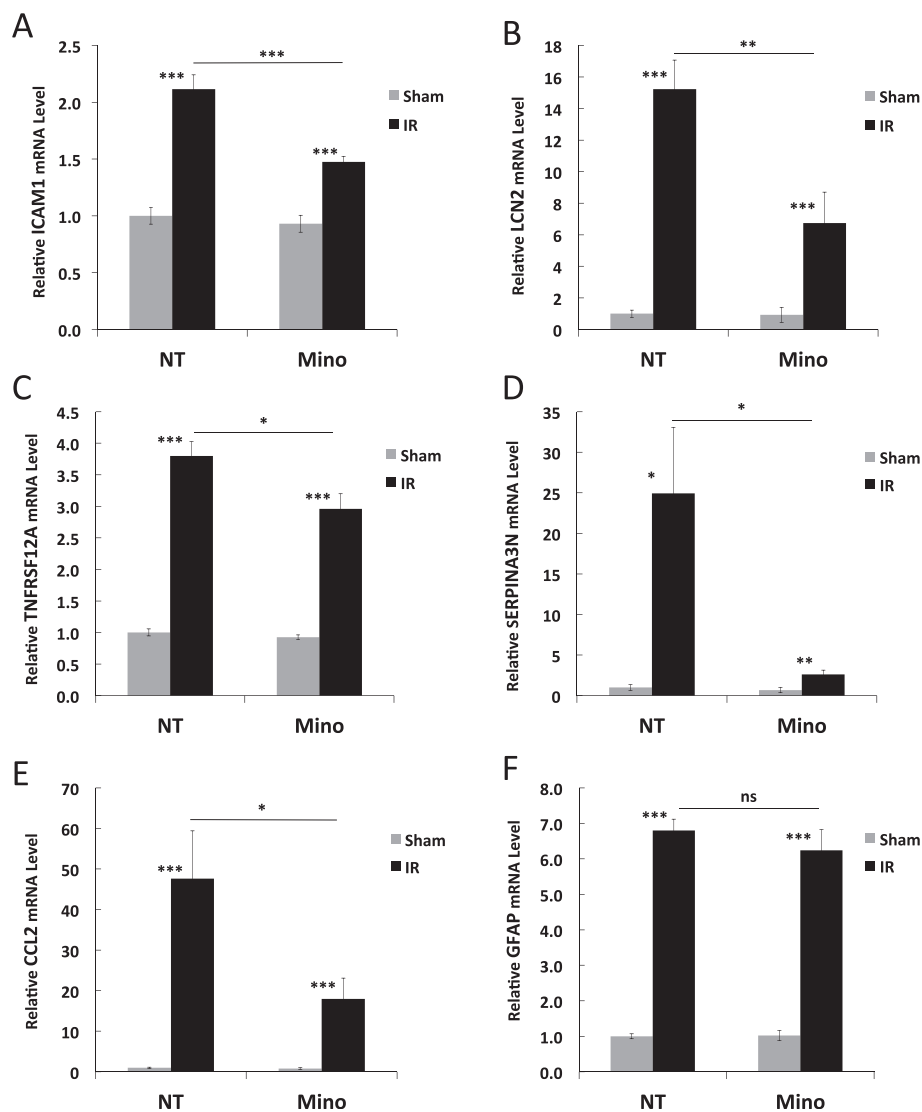 A
Relative ICAM1 mRNA Level
2.5
2.0
1.5
1.0
0.5
0.0
***
***
***
Sham
IR
NT
Mino
B
Relative LCN2 mRNA Level
18
16
14
12
10
8
6
4
2
0
***
**
***
Sham
IR
NT
Mino
C
Relative TNFRSF12A mRNA Level
4.5
4.0
3.5
3.0
2.5
2.0
1.5
1.0
0.5
0.0
***
*
***
Sham
IR
NT
Mino
D
Relative SERPINA3N mRNA Level
35
30
25
20
15
10
5
0
*
*
**
Sham
IR
NT
Mino
E
Relative CCL2 mRNA Level
70
60
50
40
30
20
10
0
***
*
***
Sham
IR
NT
Mino
F
Relative GFAP mRNA Level
8.0
7.0
6.0
5.0
4.0
3.0
2.0
1.0
0.0
***
ns
***
Sham
IR
NT
Mino